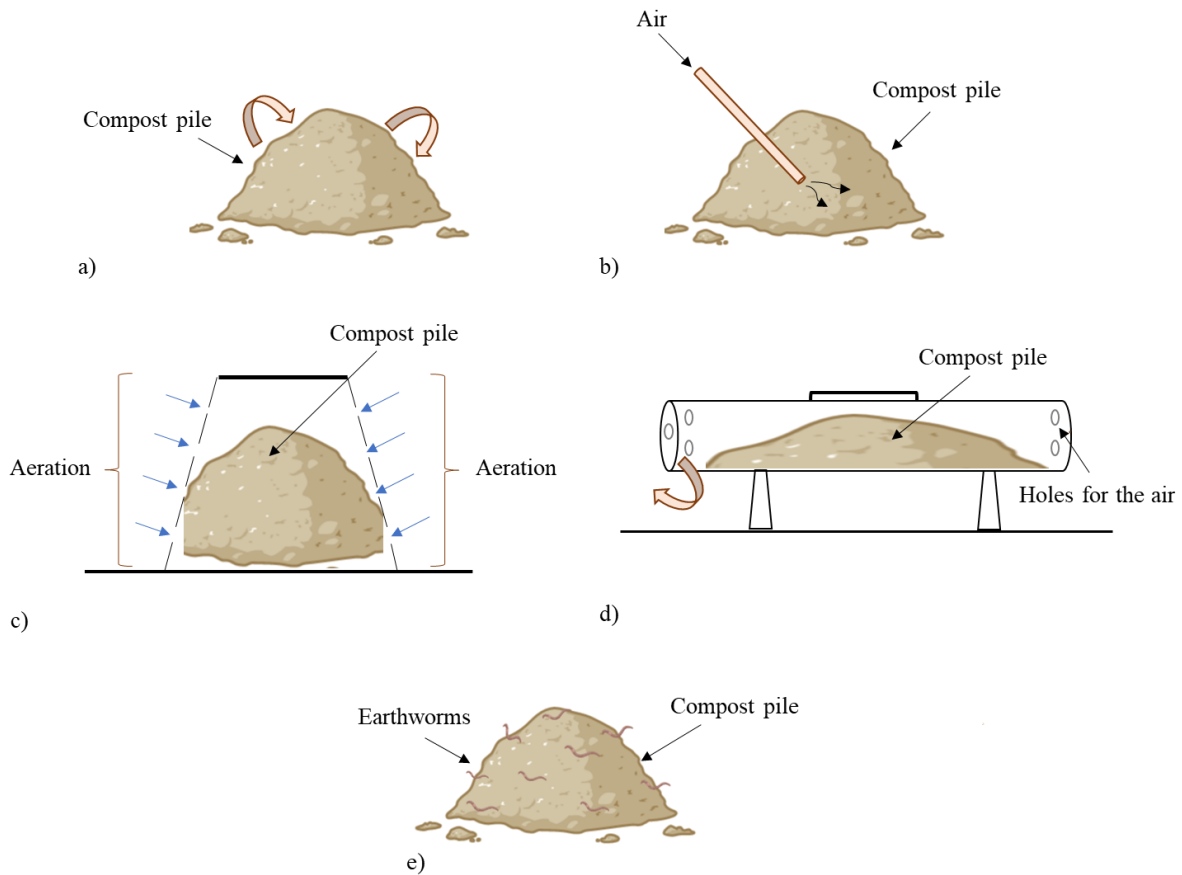 Air
Compost pile
Compost pile
a)
b)
Compost pile
Compost pile
Aeration
Aeration
Holes for the air
c)
d)
Earthworms
Compost pile
e)